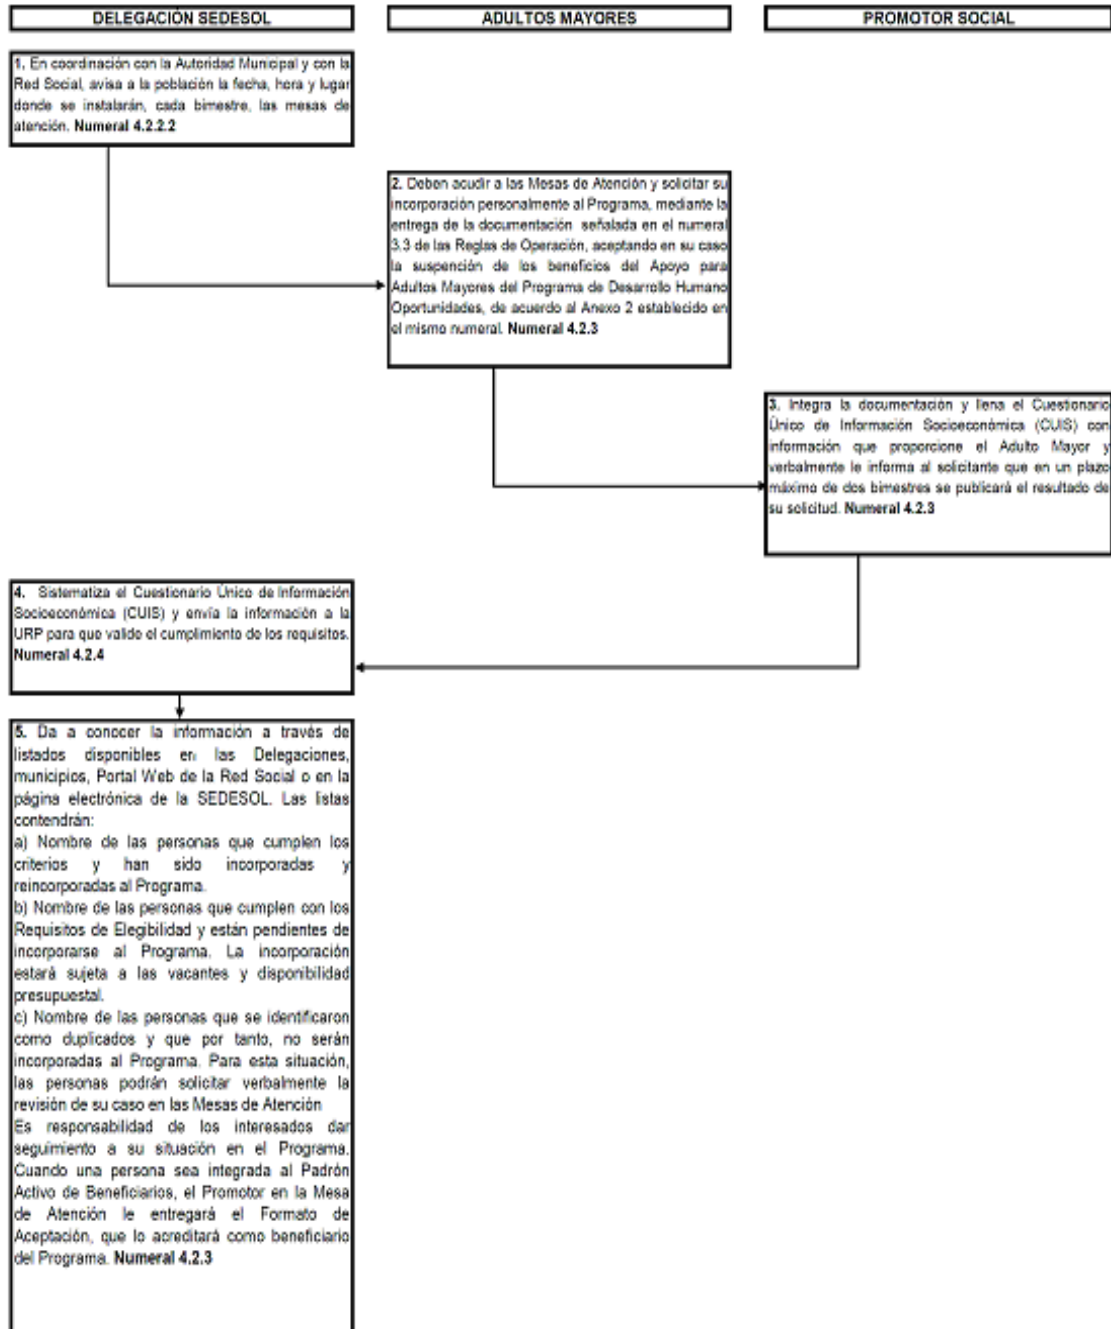 DELEGACIÓN SEDESOL
ADULTOS MAYORES
PROMOTOR SOCIAL
1. En coordinación con la Autoridad Municipal y con la
Red Social, avisa a la población la fecha, hora y lugar
donde se instalarán, cada bimestre, las mesas de
atención. Numeral 4.2.2.2
2. Deben acudir a las Mesas de Atención y solicitar su
incorporación personalmente al Programa, mediante la
entrega de la documentación señalada en el numeral
3.3 de las Reglas de Operación, aceptando en su caso
la suspención de los beneficios del Apoyo para
Adultos Mayores del Programa de Desarrollo Humano
Oportunidades, de acuerdo al Anexo 2 establecido en
el mismo numeral. Numeral 4.2.3
3. Integra la documentación y llena el Cuestionario
Único de Información Socioeconómica (CUIS) con
información que proporcione el Adulto Mayor y
verbalmente le informa al solicitante que en un plazo
máximo de dos bimestres se publicará el resultado de
su solicitud. Numeral 4.2.3
4. Sistematiza el Cuestionario Único de Información
Socioeconómica (CUIS) y envía la información a la
URP para que valide el cumplimiento de los requisitos.
Numeral 4.2.4
5. Da a conocer la información a través de
listados disponibles en las Delegaciones,
municipios, Portal Web de la Red Social o en la
página electrónica de la SEDESOL. Las listas
contendrán:
a) Nombre de las personas que cumplen los
criterios y han sido incorporadas y
reincorporadas al Programa.
b) Nombre de las personas que cumplen con los
Requisitos de Elegibilidad y están pendientes de
incorporarse al Programa. La incorporación
estará sujeta a las vacantes y disponibilidad
presupuestal.
c) Nombre de las personas que se identificaron
como duplicados y que por tanto, no serán
incorporadas al Programa. Para esta situación,
las personas podrán solicitar verbalmente la
revisión de su caso en las Mesas de Atención
Es responsabilidad de los interesados dar
seguimiento a su situación en el Programa.
Cuando una persona sea integrada al Padrón
Activo de Beneficiarios, el Promotor en la Mesa
de Atención le entregará el Formato de
Aceptación, que lo acreditará como beneficiario
del Programa. Numeral 4.2.3